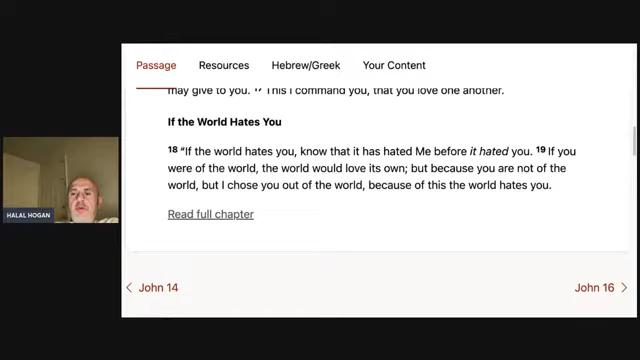 Passage Resources Hebrew/Greek Your Content
may give to you. 17 This I command you, that you love one another.
If the World Hates You
18 "If the world hates you, know that it has hated Me before it hated you. 19 If you
were of the world, the world would love its own; but because you are not of the
world, but I chose you out of the world, because of this the world hates you.
Read full chapter
HALAL HOGAN
John 14 John 16